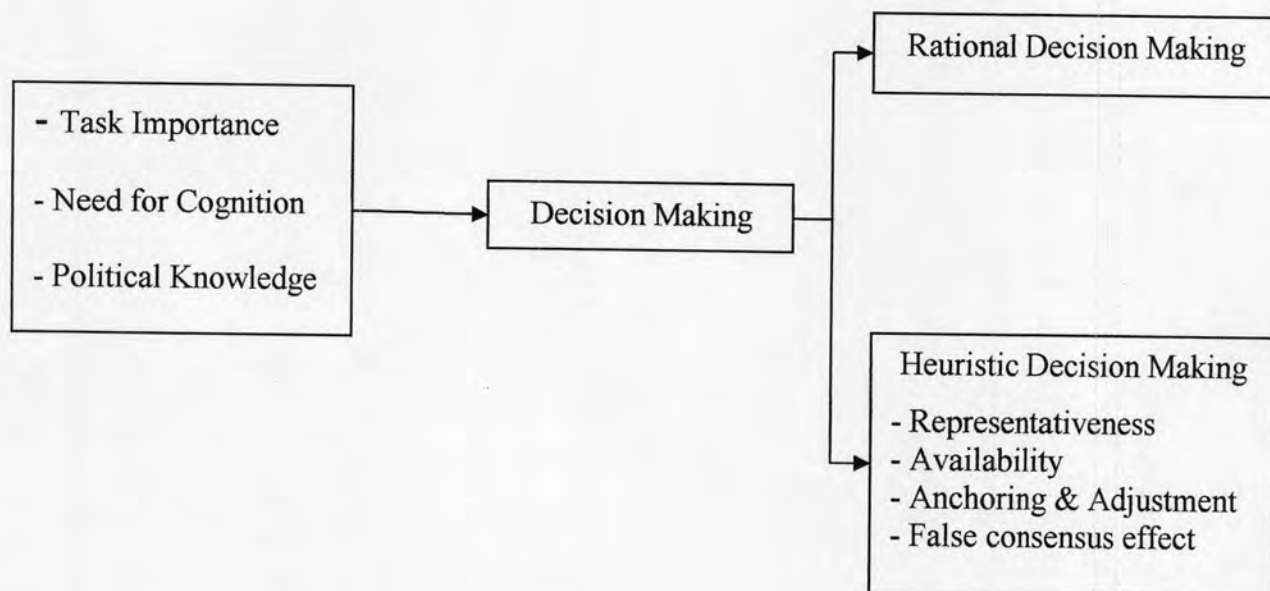 - Task Importance
- Need for Cognition
- Political Knowledge
Decision Making
Rational Decision Making
Heuristic Decision Making
- Representativeness
- Availability
- Anchoring & Adjustment
- False consensus effect